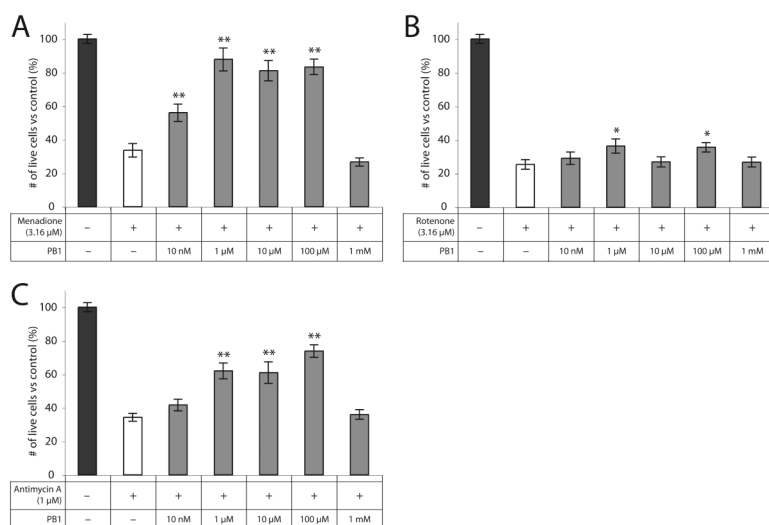 A
# of live cells vs control (%)
100
80
60
40
20
0
** ** ** **
Menadione (3.16 μM) – + + + + + +
PB1 – – 10 nM 1 μM 10 μM 100 μM 1 mM
B
# of live cells vs control (%)
100
80
60
40
20
0
* *
Rotenone (3.16 μM) – + + + + + +
PB1 – – 10 nM 1 μM 10 μM 100 μM 1 mM
C
# of live cells vs control (%)
100
80
60
40
20
0
** ** **
Antimycin A (1 μM) – + + + + + +
PB1 – – 10 nM 1 μM 10 μM 100 μM 1 mM